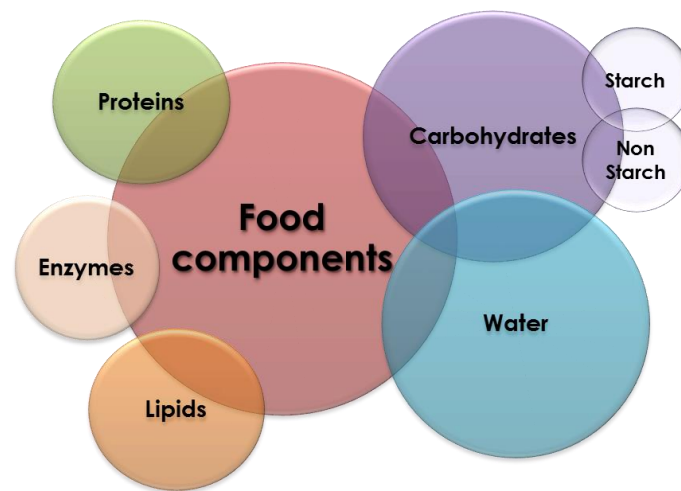 Proteins
Starch
Carbohydrates
Non
Starch
Food
components
Enzymes
Water
Lipids